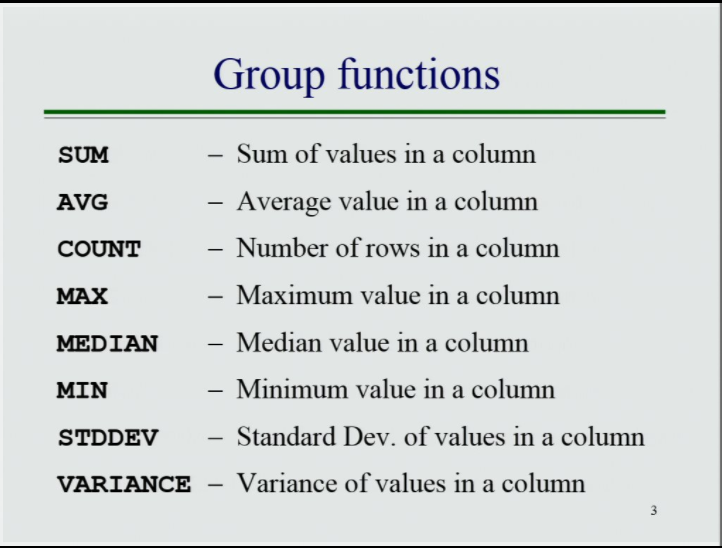 Group functions
SUM – Sum of values in a column
AVG – Average value in a column
COUNT – Number of rows in a column
MAX – Maximum value in a column
MEDIAN – Median value in a column
MIN – Minimum value in a column
STDDEV – Standard Dev. of values in a column
VARIANCE – Variance of values in a column
3